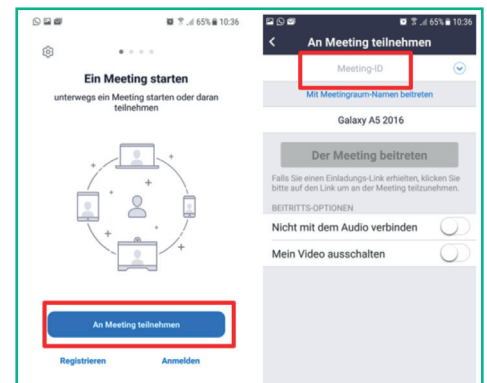 65% 10:36
Ein Meeting starten
unterwegs ein Meeting starten oder daran
teilnehmen
An Meeting teilnehmen
Registrieren Anmelden
65% 10:36
An Meeting teilnehmen
Meeting-ID
Mit Meetingraum-Namen beitreten
Galaxy A5 2016
Der Meeting beitreten
Falls Sie einen Einladungs-Link erhielten, klicken Sie
bitte auf den Link um an der Meeting teilzunehmen.
BEITRITTS-OPTIONEN
Nicht mit dem Audio verbinden
Mein Video ausschalten